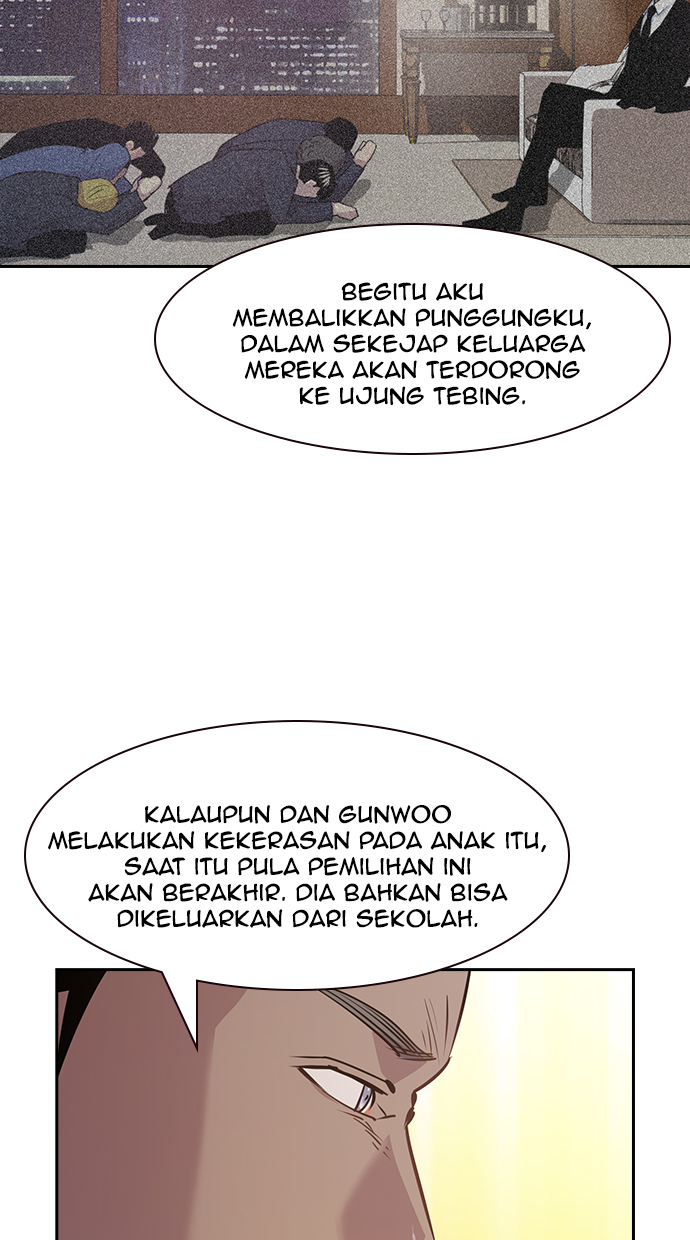 BEGITU AKU
MEMBALIKKAN PUNGGUNGKU,
DALAM SEKEJAP KELUARGA
MEREKA AKAN TERDORONG
KE UJUNG TEBING.
KALAUPUN DAN GUNWOO
MELAKUKAN KEKERASAN PADA ANAK ITU,
SAAT ITU PULA PEMILIHAN INI
AKAN BERAKHIR. DIA BAHKAN BISA
DIKELUARKAN DARI SEKOLAH.